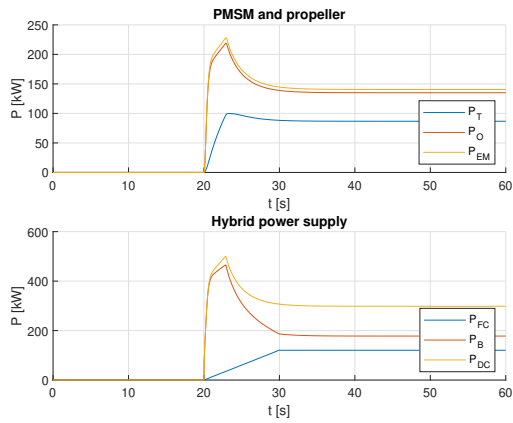 PMSM and propeller
250
200
150
100
50
0
P [kW]
0 10 20 30 40 50 60
t [s]
P_T
P_O
P_EM
Hybrid power supply
600
400
200
0
P [kW]
0 10 20 30 40 50 60
t [s]
P_FC
P_B
P_DC